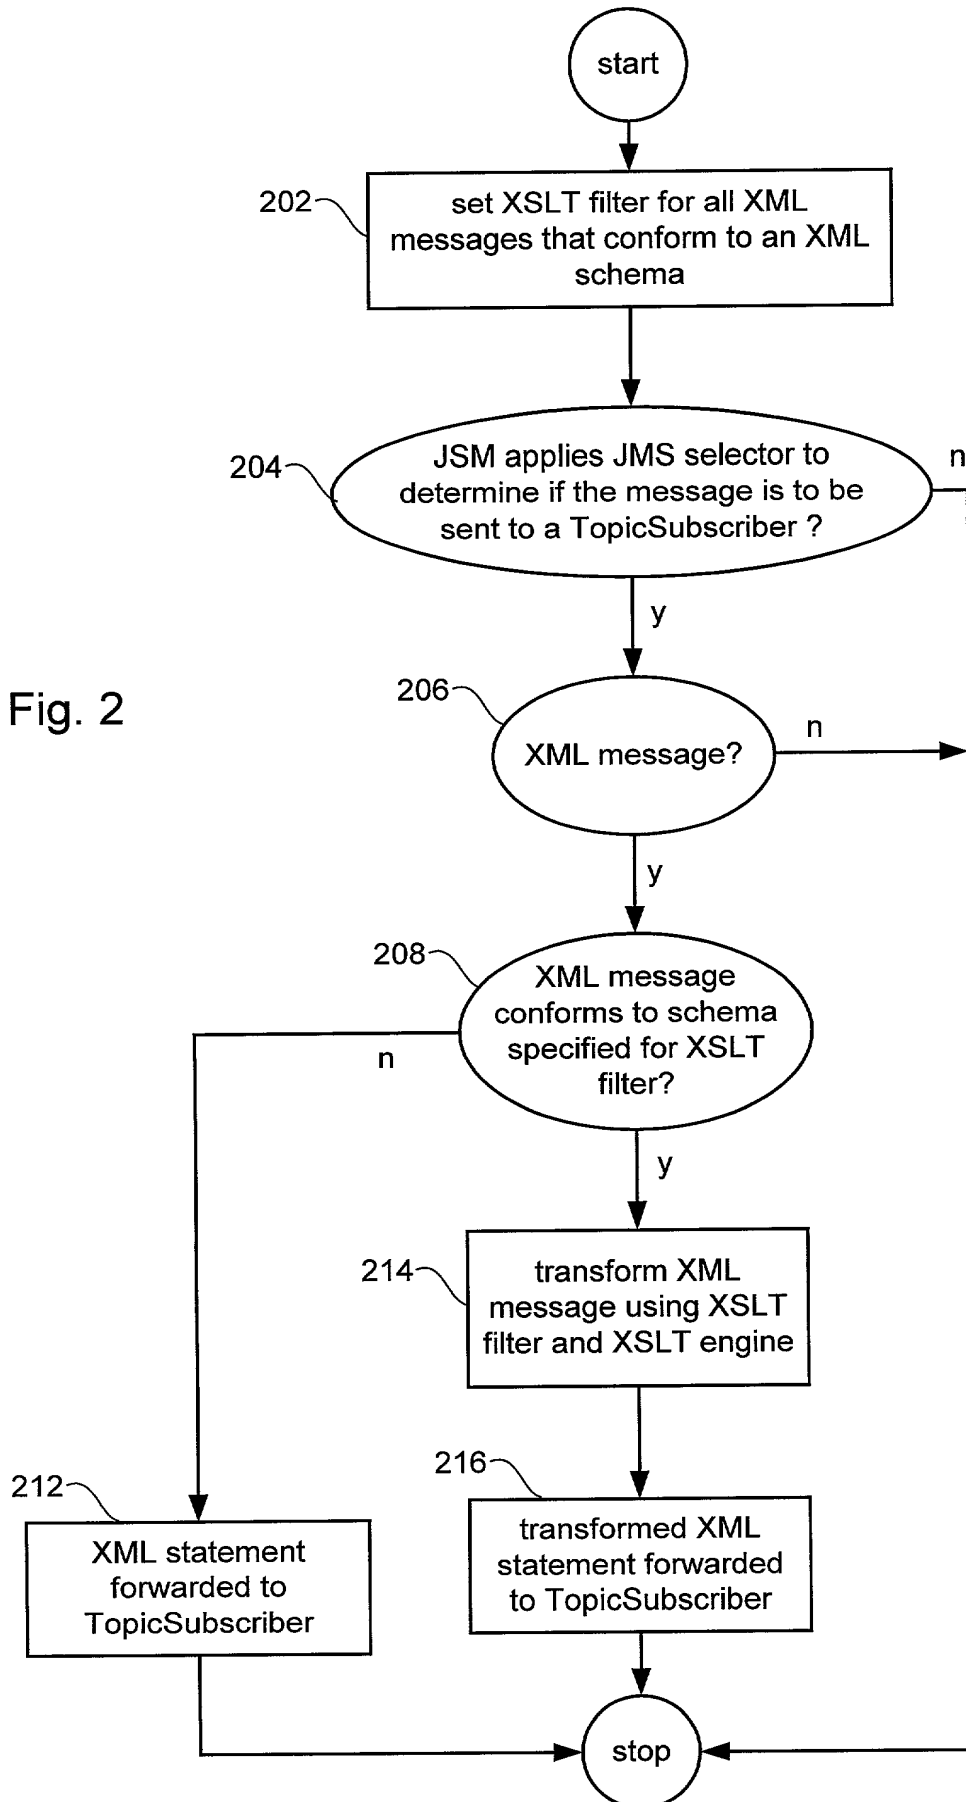 start
202
set XSLT filter for all XML
messages that conform to an XML
schema
204
JSM applies JMS selector to
determine if the message is to be
sent to a TopicSubscriber ?
n
y
Fig. 2
206
XML message?
n
y
208
XML message
conforms to schema
specified for XSLT
filter?
n
y
214
transform XML
message using XSLT
filter and XSLT engine
212
XML statement
forwarded to
TopicSubscriber
216
transformed XML
statement forwarded
to TopicSubscriber
stop